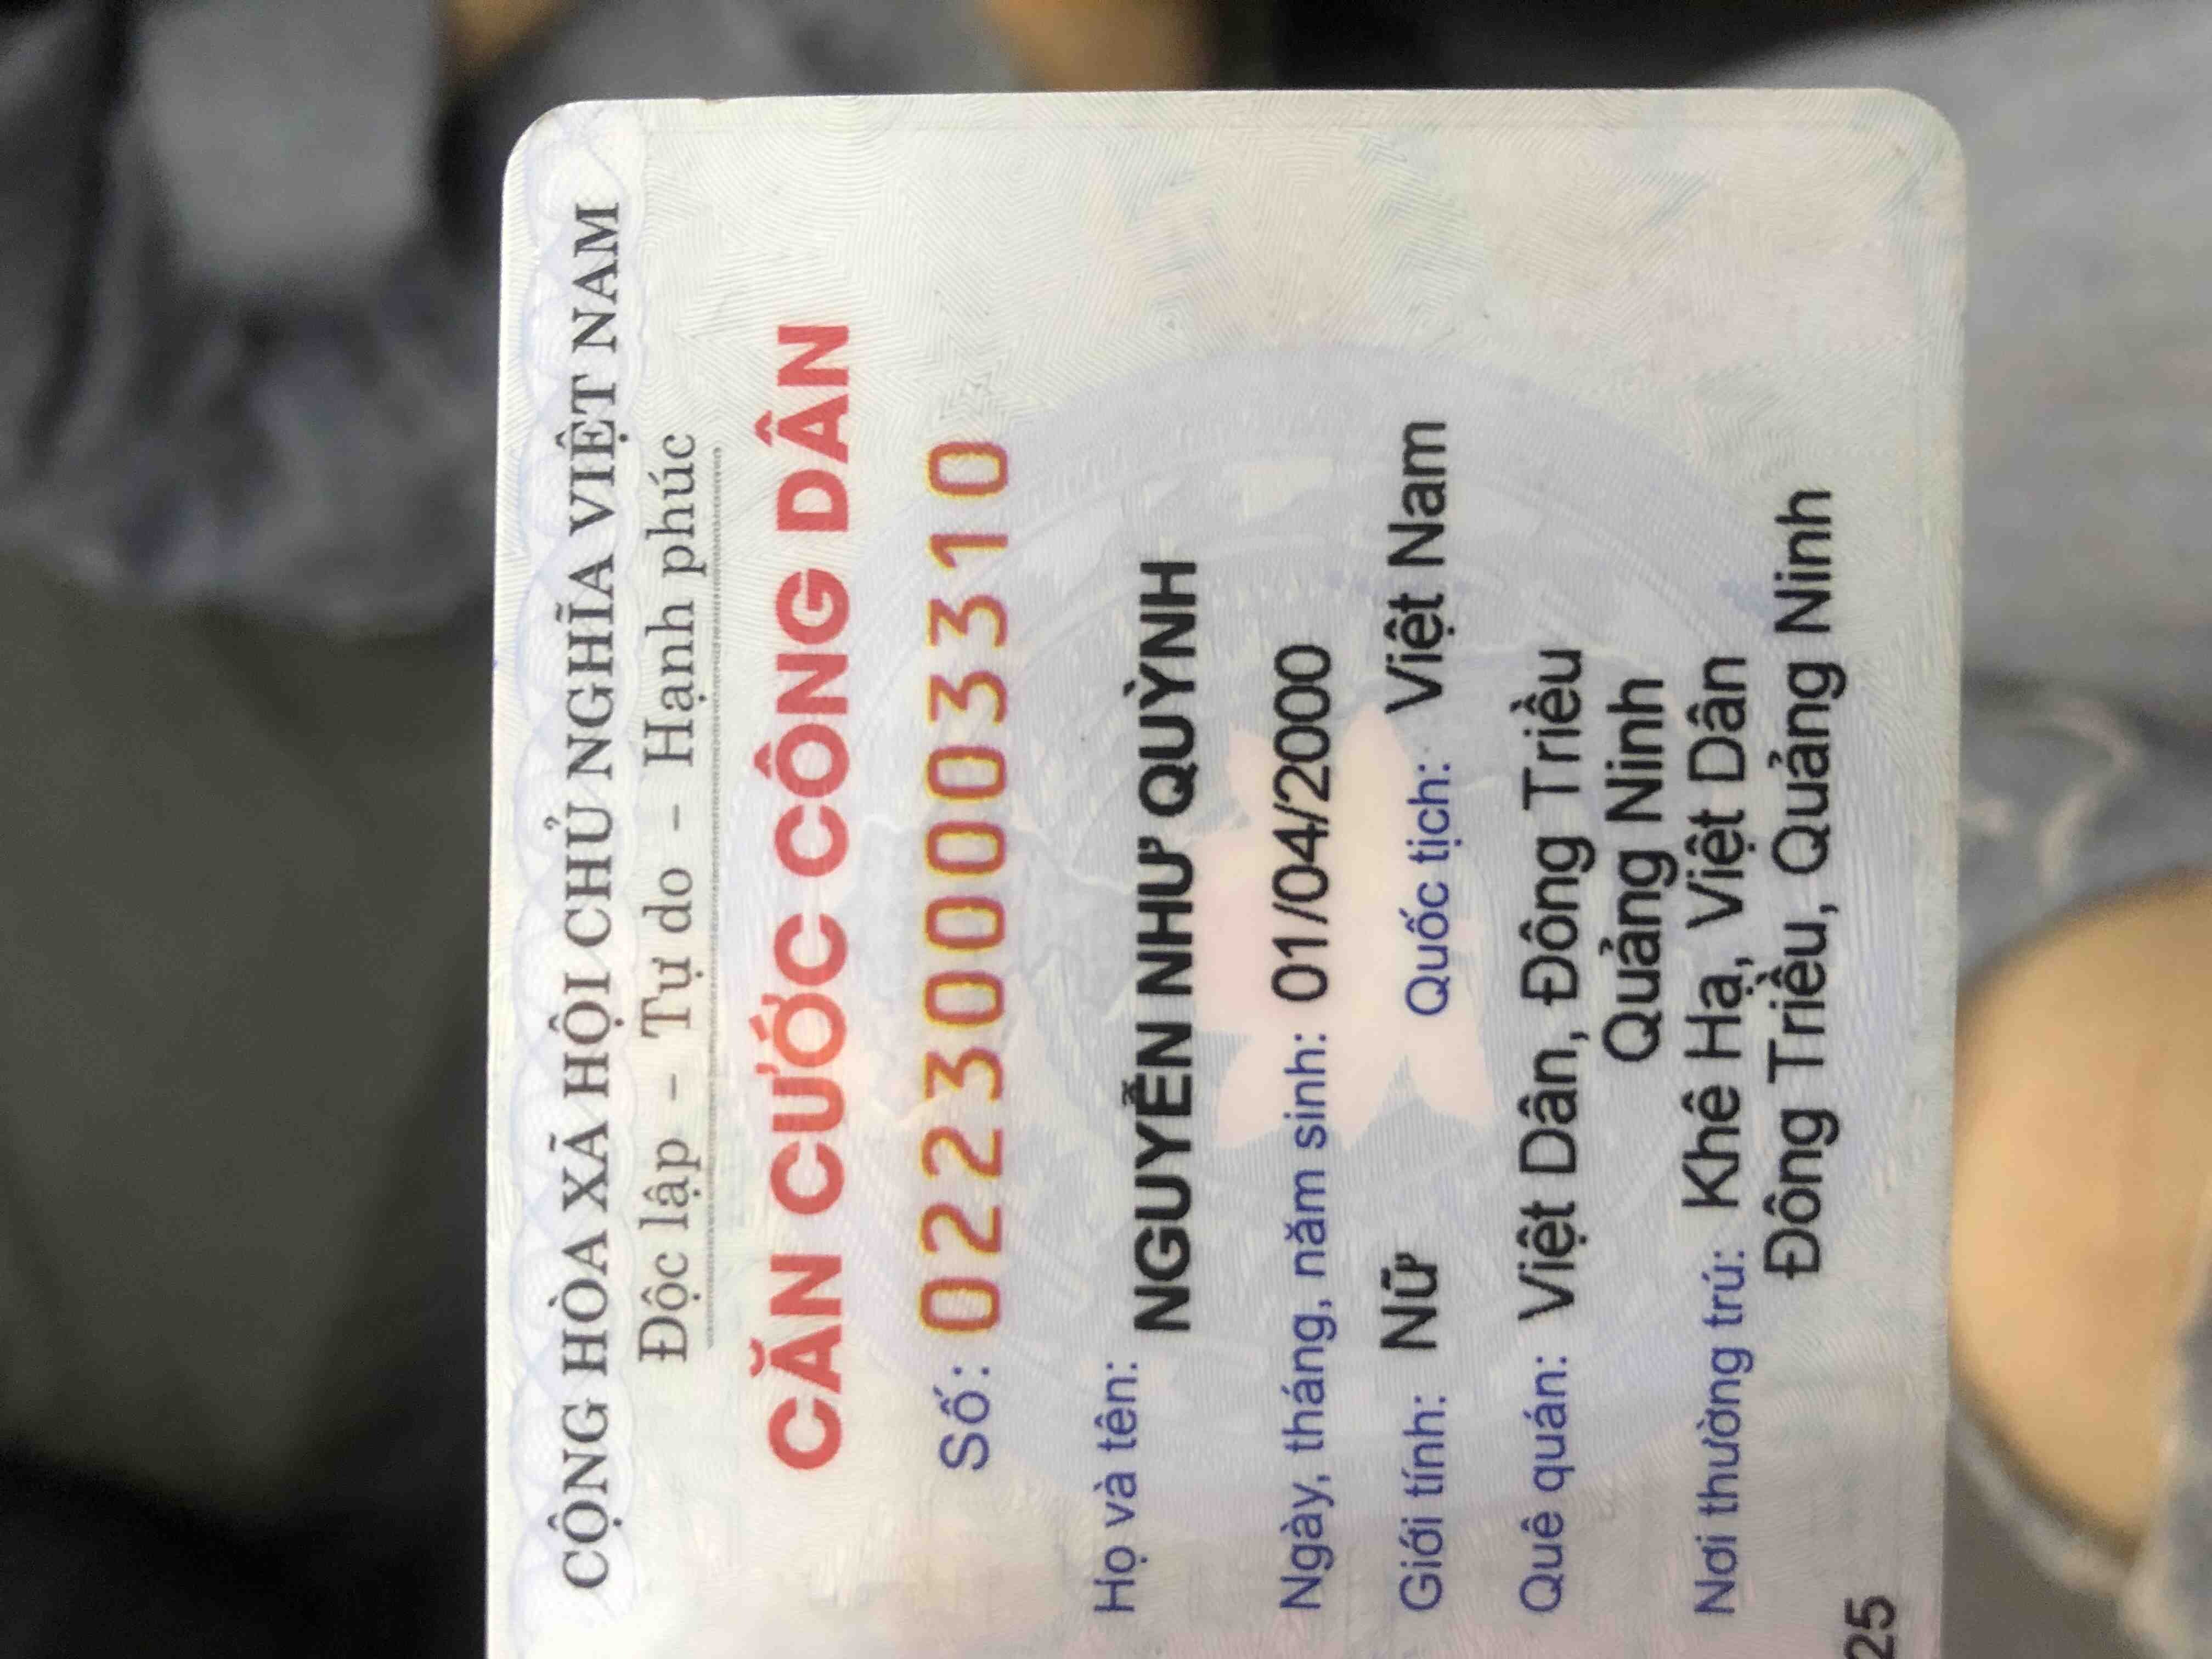 CỘNG HÒA XÃ HỘI CHỦ NGHĨA VIỆT NAM
Độc lập - Tự do - Hạnh phúc
CĂN CƯỚC CÔNG DÂN
Số: 022300003310
Họ và tên:
NGUYỄN NHƯ QUỲNH
Ngày, tháng, năm sinh: 01/04/2000
Giới tính: Nữ Quốc tịch: Việt Nam
Quê quán: Việt Dân, Đông Triều
Quảng Ninh
Nơi thường trú: Khê Hạ, Việt Dân
Đông Triều, Quảng Ninh
25